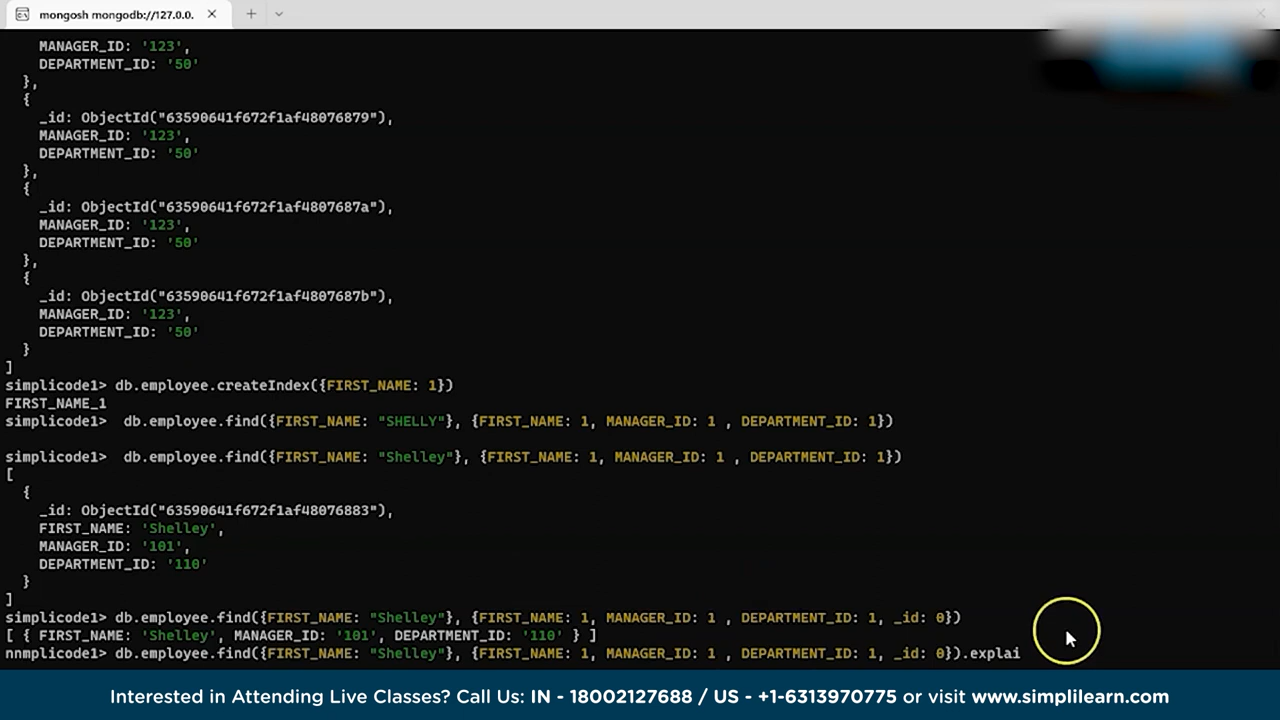 mongosh mongodb://127.0.0.
MANAGER_ID: '123',
DEPARTMENT_ID: '50'
},
{
_id: ObjectId("63590641f672f1af48076879"),
MANAGER_ID: '123',
DEPARTMENT_ID: '50'
},
{
_id: ObjectId("63590641f672f1af4807687a"),
MANAGER_ID: '123',
DEPARTMENT_ID: '50'
},
{
_id: ObjectId("63590641f672f1af4807687b"),
MANAGER_ID: '123',
DEPARTMENT_ID: '50'
}
]
simplicode1> db.employee.createIndex({FIRST_NAME: 1})
FIRST_NAME_1
simplicode1>  db.employee.find({FIRST_NAME: "SHELLY"}, {FIRST_NAME: 1, MANAGER_ID: 1 , DEPARTMENT_ID: 1})
simplicode1>  db.employee.find({FIRST_NAME: "Shelley"}, {FIRST_NAME: 1, MANAGER_ID: 1 , DEPARTMENT_ID: 1})
[
{
_id: ObjectId("63590641f672f1af48076883"),
FIRST_NAME: 'Shelley',
MANAGER_ID: '101',
DEPARTMENT_ID: '110'
}
]
simplicode1> db.employee.find({FIRST_NAME: "Shelley"}, {FIRST_NAME: 1, MANAGER_ID: 1 , DEPARTMENT_ID: 1, _id: 0})
[ { FIRST_NAME: 'Shelley', MANAGER_ID: '101', DEPARTMENT_ID: '110' } ]
nnmplicode1> db.employee.find({FIRST_NAME: "Shelley"}, {FIRST_NAME: 1, MANAGER_ID: 1 , DEPARTMENT_ID: 1, _id: 0}).explai
Interested in Attending Live Classes? Call Us: IN - 18002127688 / US - +1-6313970775 or visit www.simplilearn.com